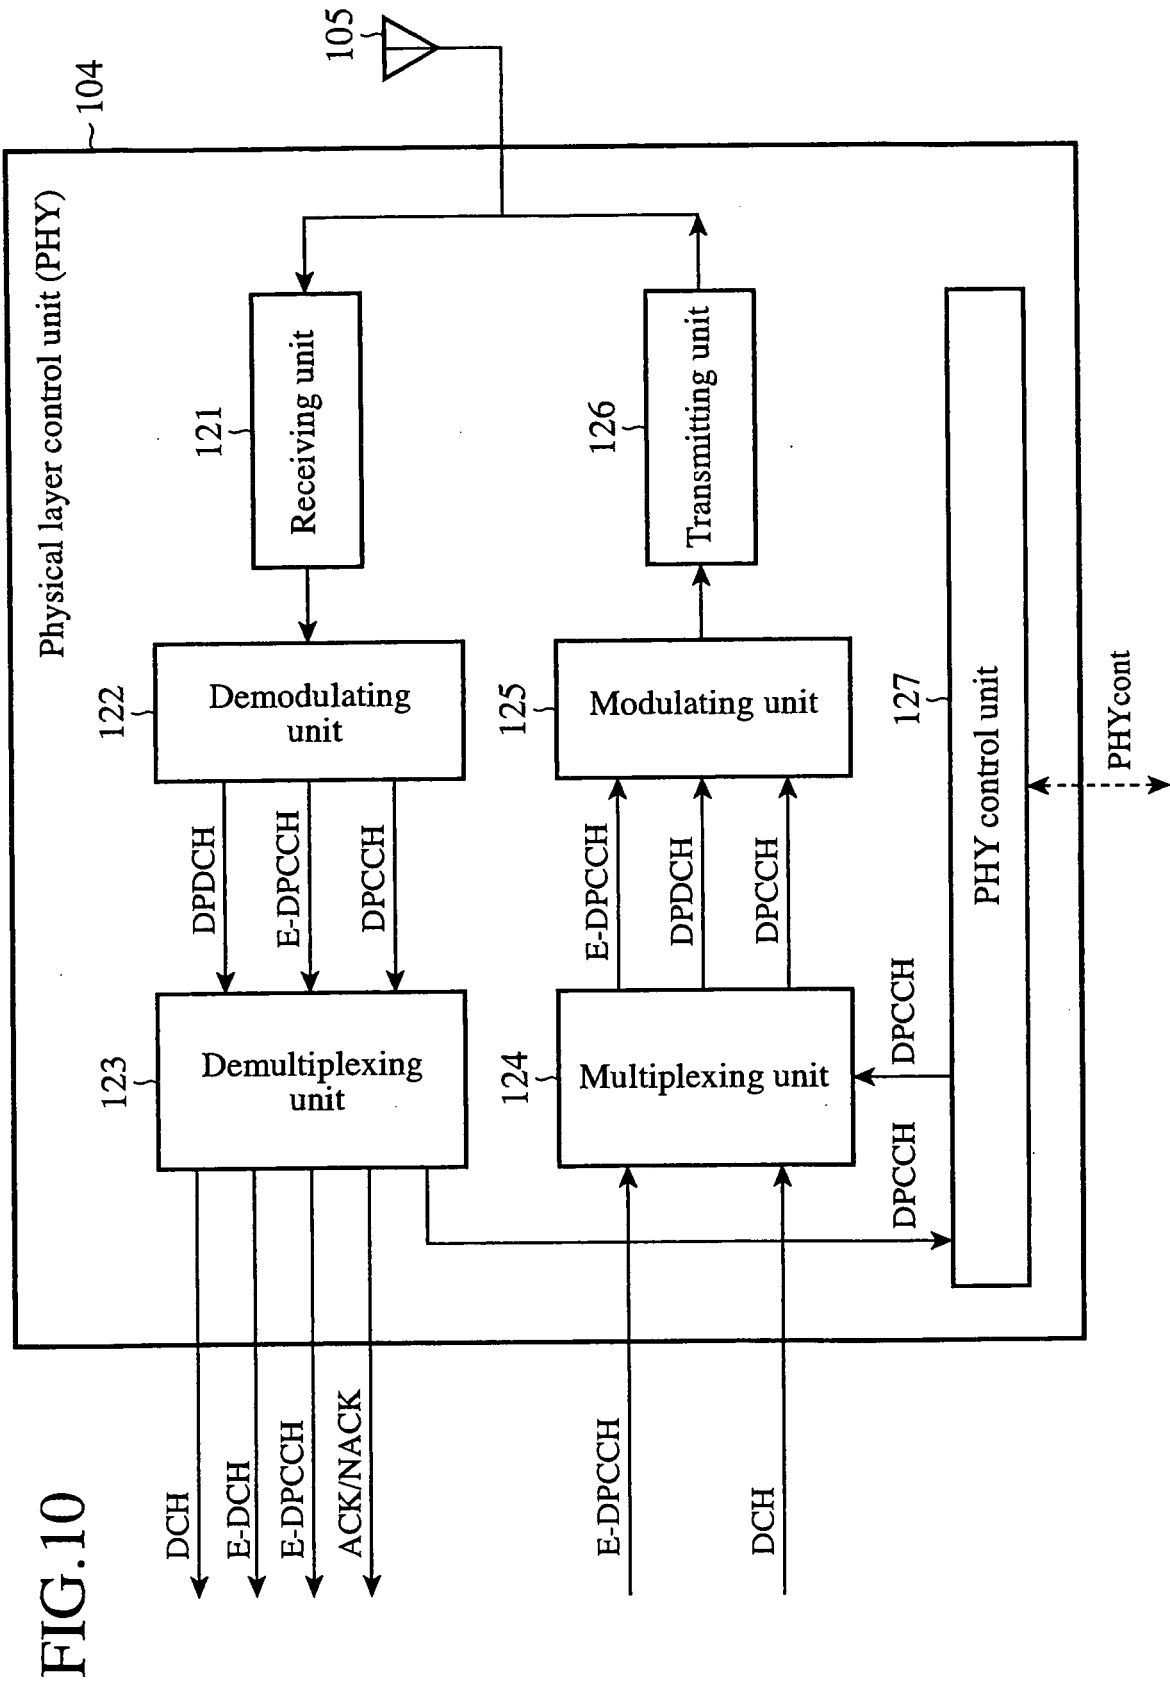 FIG.10
Physical layer control unit (PHY)
104
105
DCH
E-DCH
E-DPCCH
ACK/NACK
123
Demultiplexing
unit
DPDCH
E-DPCCH
DPCCH
122
Demodulating
unit
121
Receiving unit
E-DPCCH
DCH
124
Multiplexing unit
E-DPCCH
DPDCH
DPCCH
125
Modulating unit
126
Transmitting unit
DPCCH
DPCCH
127
PHY control unit
PHYcont